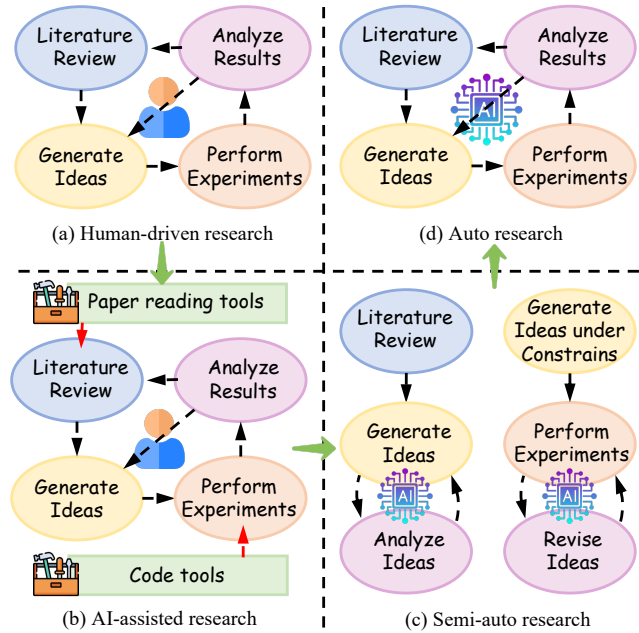 Literature
Review
Analyze
Results
Generate
Ideas
Perform
Experiments
(a) Human-driven research
Literature
Review
Analyze
Results
AI
Generate
Ideas
Perform
Experiments
(d) Auto research
Paper reading tools
Literature
Review
Analyze
Results
Generate
Ideas
Perform
Experiments
Code tools
(b) AI-assisted research
Literature
Review
Generate
Ideas
AI
Analyze
Ideas
Generate
Ideas under
Constrains
Perform
Experiments
AI
Revise
Ideas
(c) Semi-auto research